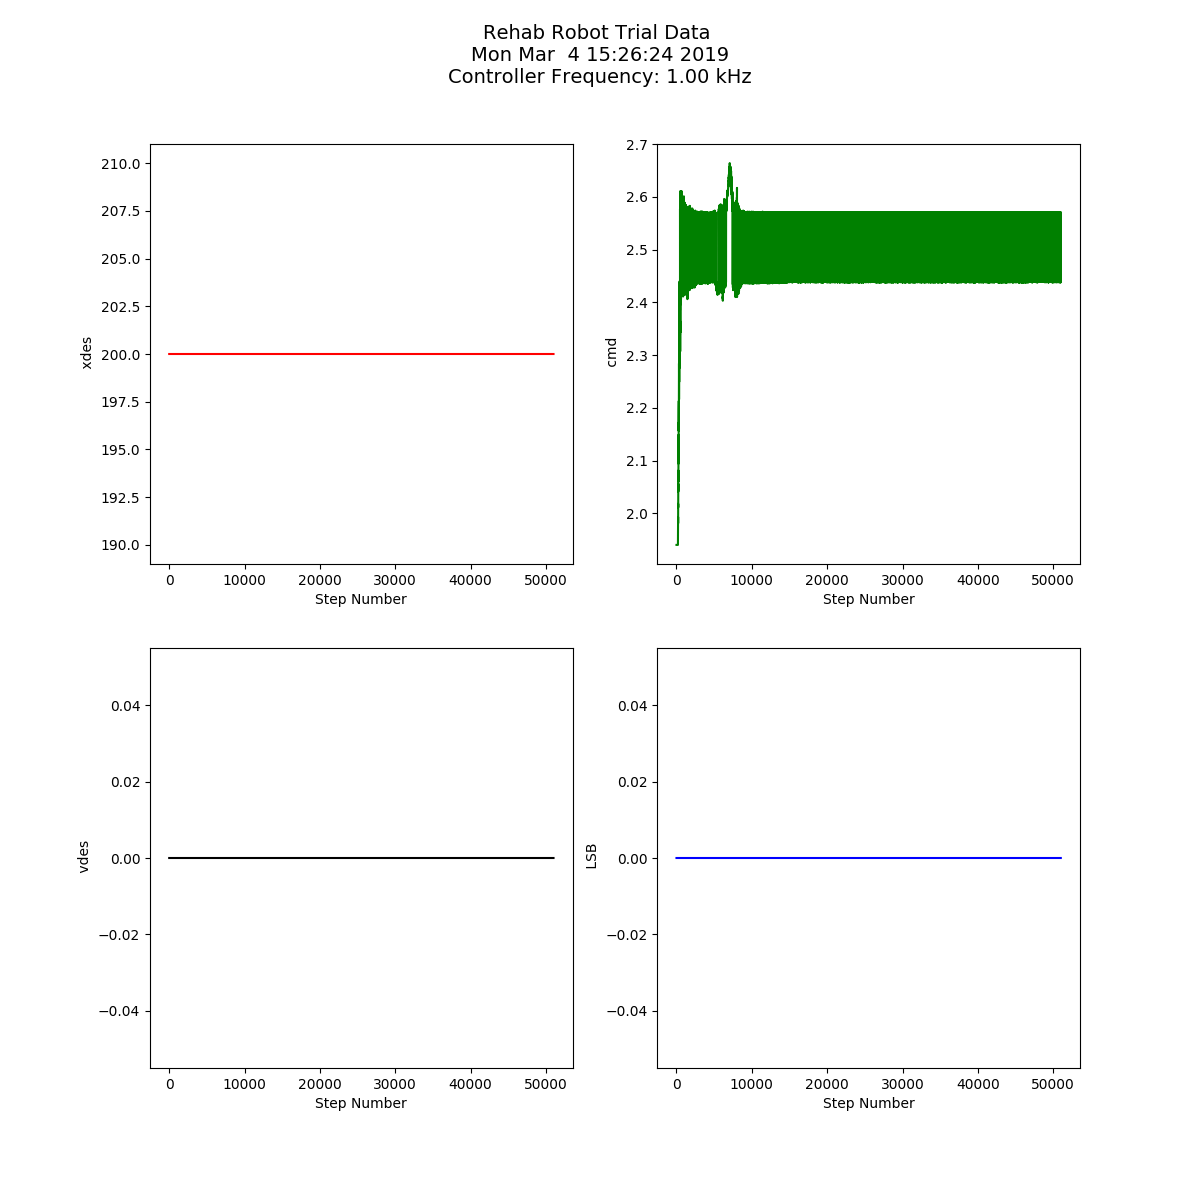 Rehab Robot Trial Data
Mon Mar  4 15:26:24 2019
Controller Frequency: 1.00 kHz
210.0
207.5
205.0
202.5
200.0
197.5
195.0
192.5
190.0
xdes
0 10000 20000 30000 40000 50000
Step Number
2.7
2.6
2.5
2.4
2.3
2.2
2.1
2.0
cmd
0 10000 20000 30000 40000 50000
Step Number
0.04
0.02
0.00
−0.02
−0.04
vdes
0 10000 20000 30000 40000 50000
Step Number
0.04
0.02
0.00
−0.02
−0.04
LSB
0 10000 20000 30000 40000 50000
Step Number